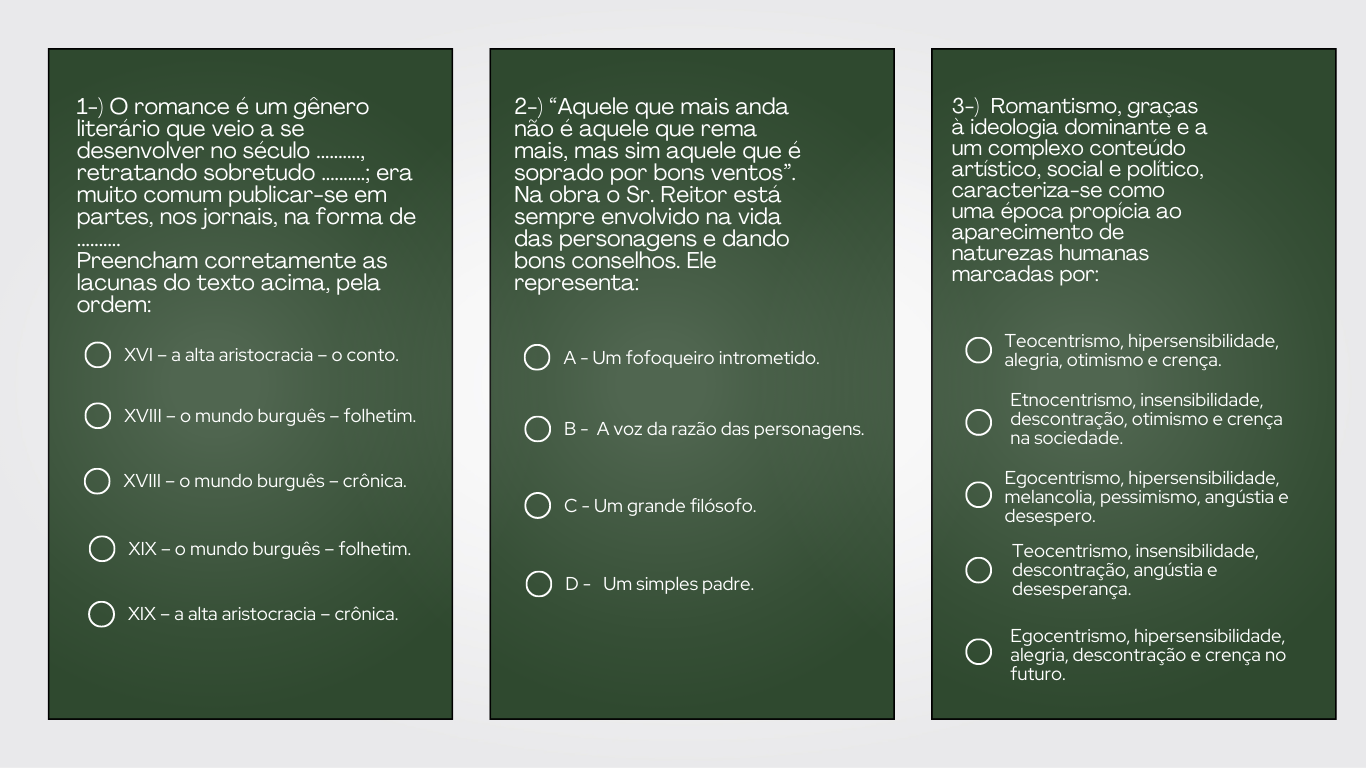 1-) O romance é um gênero
literário que veio a se
desenvolver no século ..........,
retratando sobretudo ..........; era
muito comum publicar-se em
partes, nos jornais, na forma de
..........
Preencham corretamente as
lacunas do texto acima, pela
ordem:
XVI – a alta aristocracia – o conto.
XVIII – o mundo burguês – folhetim.
XVIII – o mundo burguês – crônica.
XIX – o mundo burguês – folhetim.
XIX – a alta aristocracia – crônica.
2-) “Aquele que mais anda
não é aquele que rema
mais, mas sim aquele que é
soprado por bons ventos”.
Na obra o Sr. Reitor está
sempre envolvido na vida
das personagens e dando
bons conselhos. Ele
representa:
A - Um fofoqueiro intrometido.
B - A voz da razão das personagens.
C - Um grande filósofo.
D - Um simples padre.
3-) Romantismo, graças
à ideologia dominante e a
um complexo conteúdo
artístico, social e político,
caracteriza-se como
uma época propícia ao
aparecimento de
naturezas humanas
marcadas por:
Teocentrismo, hipersensibilidade,
alegria, otimismo e crença.
Etnocentrismo, insensibilidade,
descontração, otimismo e crença
na sociedade.
Egocentrismo, hipersensibilidade,
melancolia, pessimismo, angústia e
desespero.
Teocentrismo, insensibilidade,
descontração, angústia e
desesperança.
Egocentrismo, hipersensibilidade,
alegria, descontração e crença no
futuro.